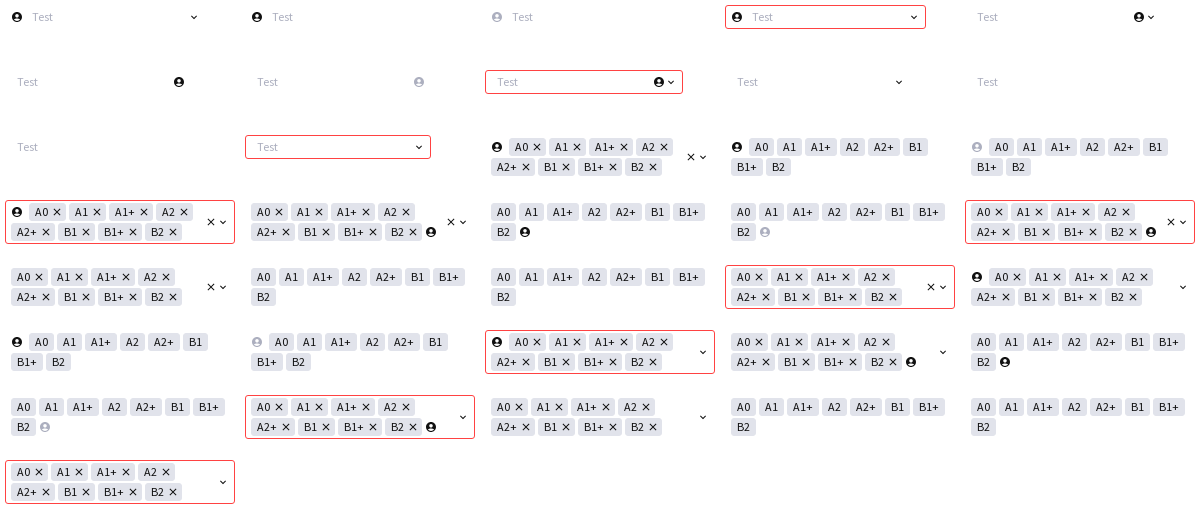 Test Test Test Test Test
Test Test Test Test Test
Test Test A0 A1 A1+ A2 A0 A1 A1+ A2 A2+ B1 A0 A1 A1+ A2 A2+ B1
A2+ B1 B1+ B2 B1+ B2 B1+ B2
A0 A1 A1+ A2 A0 A1 A1+ A2 A0 A1 A1+ A2 A2+ B1 B1+ A0 A1 A1+ A2 A2+ B1 B1+ A0 A1 A1+ A2
A2+ B1 B1+ B2 A2+ B1 B1+ B2 B2 B2 A2+ B1 B1+ B2
A0 A1 A1+ A2 A0 A1 A1+ A2 A2+ B1 B1+ A0 A1 A1+ A2 A2+ B1 B1+ A0 A1 A1+ A2 A0 A1 A1+ A2
A2+ B1 B1+ B2 B2 B2 A2+ B1 B1+ B2 A2+ B1 B1+ B2
A0 A1 A1+ A2 A2+ B1 A0 A1 A1+ A2 A2+ B1 A0 A1 A1+ A2 A0 A1 A1+ A2 A0 A1 A1+ A2 A2+ B1 B1+
B1+ B2 B1+ B2 A2+ B1 B1+ B2 A2+ B1 B1+ B2 B2
A0 A1 A1+ A2 A2+ B1 B1+ A0 A1 A1+ A2 A0 A1 A1+ A2 A0 A1 A1+ A2 A2+ B1 B1+ A0 A1 A1+ A2 A2+ B1 B1+
B2 A2+ B1 B1+ B2 A2+ B1 B1+ B2 B2 B2
A0 A1 A1+ A2
A2+ B1 B1+ B2